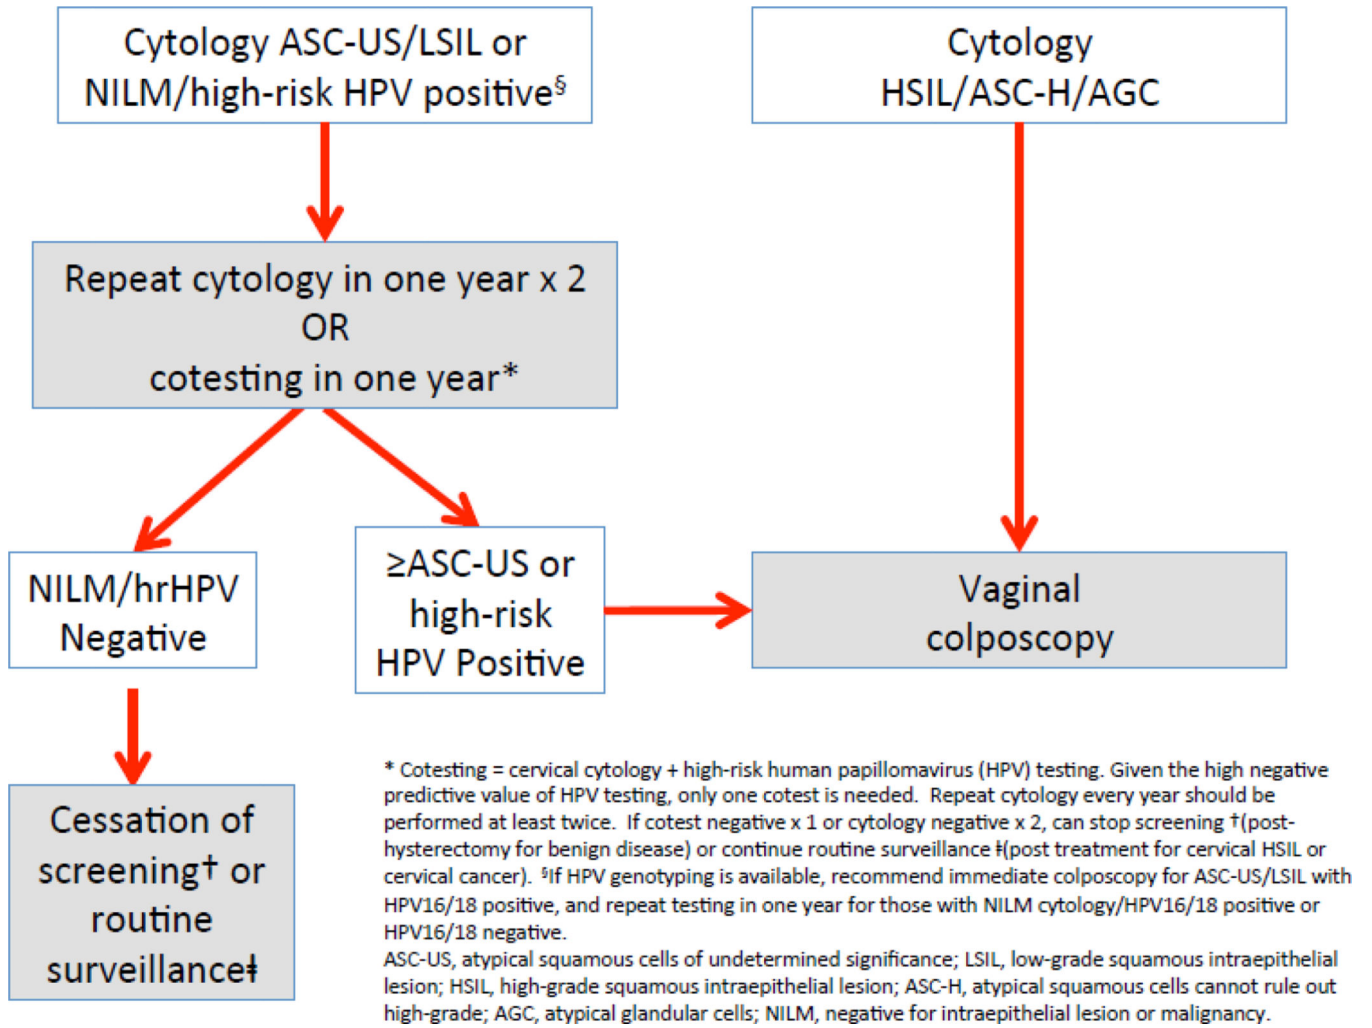 Cytology ASC-US/LSIL or
NILM/high-risk HPV positive§
Cytology
HSIL/ASC-H/AGC
Repeat cytology in one year x 2
OR
cotesting in one year*
NILM/hrHPV
Negative
≥ASC-US or
high-risk
HPV Positive
Vaginal
colposcopy
Cessation of
screening† or
routine
surveillanceǂ
* Cotesting = cervical cytology + high-risk human papillomavirus (HPV) testing. Given the high negative
predictive value of HPV testing, only one cotest is needed. Repeat cytology every year should be
performed at least twice. If cotest negative x 1 or cytology negative x 2, can stop screening †(post-
hysterectomy for benign disease) or continue routine surveillance ǂ(post treatment for cervical HSIL or
cervical cancer). §If HPV genotyping is available, recommend immediate colposcopy for ASC-US/LSIL with
HPV16/18 positive, and repeat testing in one year for those with NILM cytology/HPV16/18 positive or
HPV16/18 negative.
ASC-US, atypical squamous cells of undetermined significance; LSIL, low-grade squamous intraepithelial
lesion; HSIL, high-grade squamous intraepithelial lesion; ASC-H, atypical squamous cells cannot rule out
high-grade; AGC, atypical glandular cells; NILM, negative for intraepithelial lesion or malignancy.